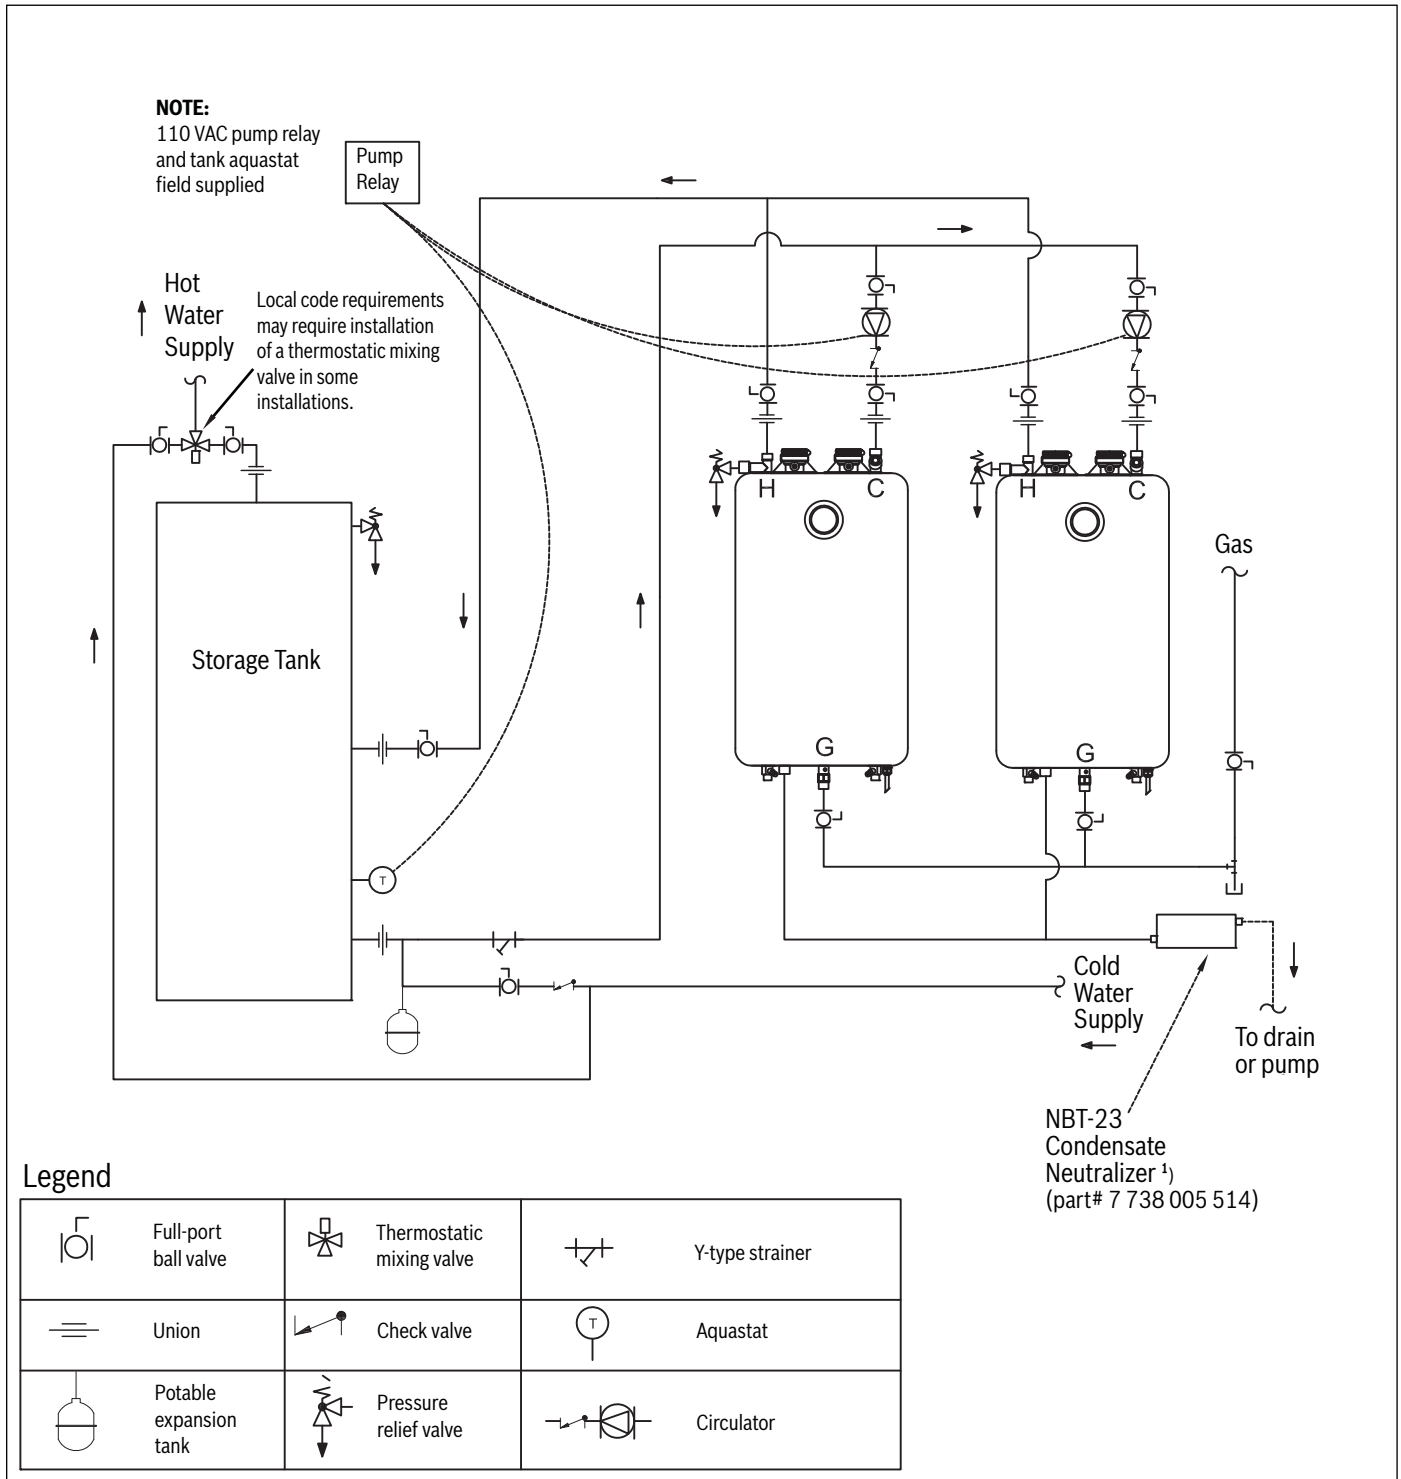 NOTE:
110 VAC pump relay
and tank aquastat
field supplied
Pump
Relay
Hot
Water
Supply
Local code requirements
may require installation
of a thermostatic mixing
valve in some
installations.
H
C
H
C
Gas
Storage Tank
G
G
T
Cold
Water
Supply
To drain
or pump
NBT-23
Condensate
Neutralizer ¹)
(part# 7 738 005 514)
Legend
Full-port
ball valve
Thermostatic
mixing valve
Y-type strainer
Union
Check valve
T
Aquastat
Potable
expansion
tank
Pressure
relief valve
Circulator